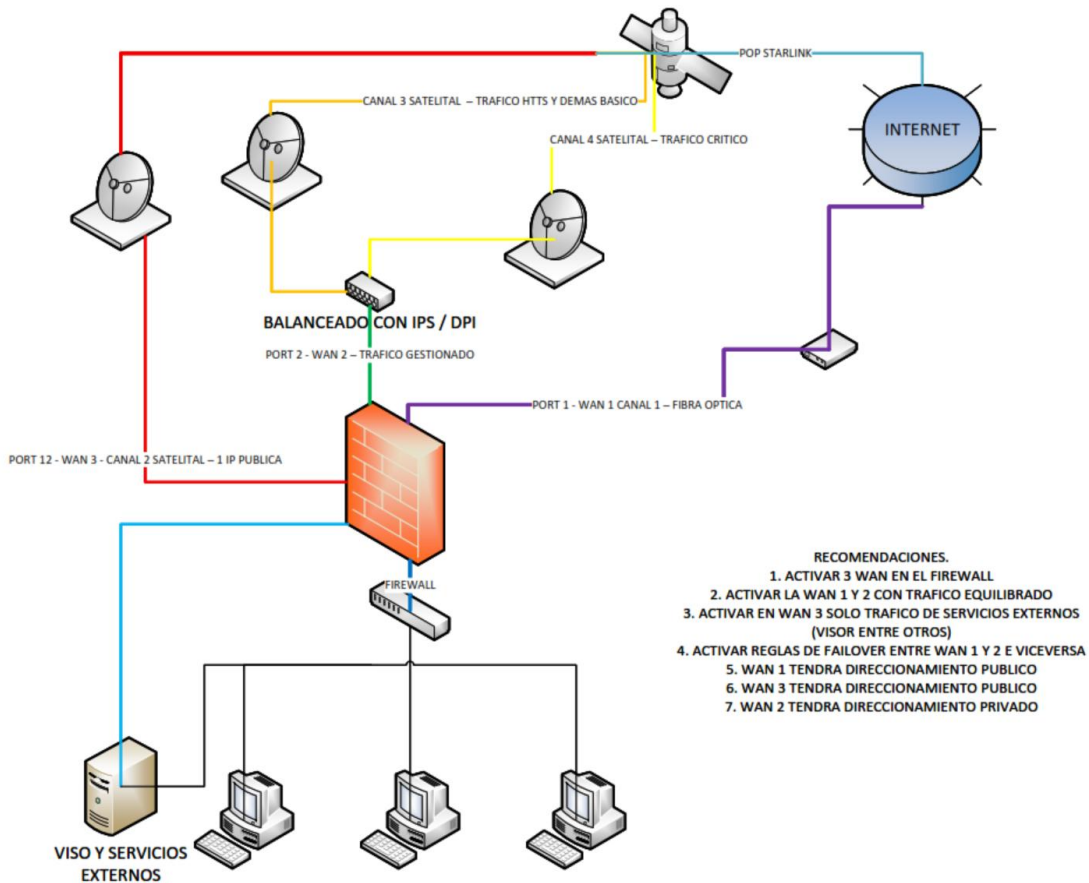 POP STARLINK
CANAL 3 SATELITAL – TRAFICO HTTS Y DEMAS BASICO
INTERNET
CANAL 4 SATELITAL – TRAFICO CRITICO
BALANCEADO CON IPS / DPI
PORT 2 - WAN 2 – TRAFICO GESTIONADO
PORT 1 - WAN 1 CANAL 1 – FIBRA OPTICA
PORT 12 - WAN 3 - CANAL 2 SATELITAL – 1 IP PUBLICA
FIREWALL
RECOMENDACIONES.
1. ACTIVAR 3 WAN EN EL FIREWALL
2. ACTIVAR LA WAN 1 Y 2 CON TRAFICO EQUILIBRADO
3. ACTIVAR EN WAN 3 SOLO TRAFICO DE SERVICIOS EXTERNOS
(VISOR ENTRE OTROS)
4. ACTIVAR REGLAS DE FAILOVER ENTRE WAN 1 Y 2 E VICEVERSA
5. WAN 1 TENDRA DIRECCIONAMIENTO PUBLICO
6. WAN 3 TENDRA DIRECCIONAMIENTO PUBLICO
7. WAN 2 TENDRA DIRECCIONAMIENTO PRIVADO
VISO Y SERVICIOS
EXTERNOS